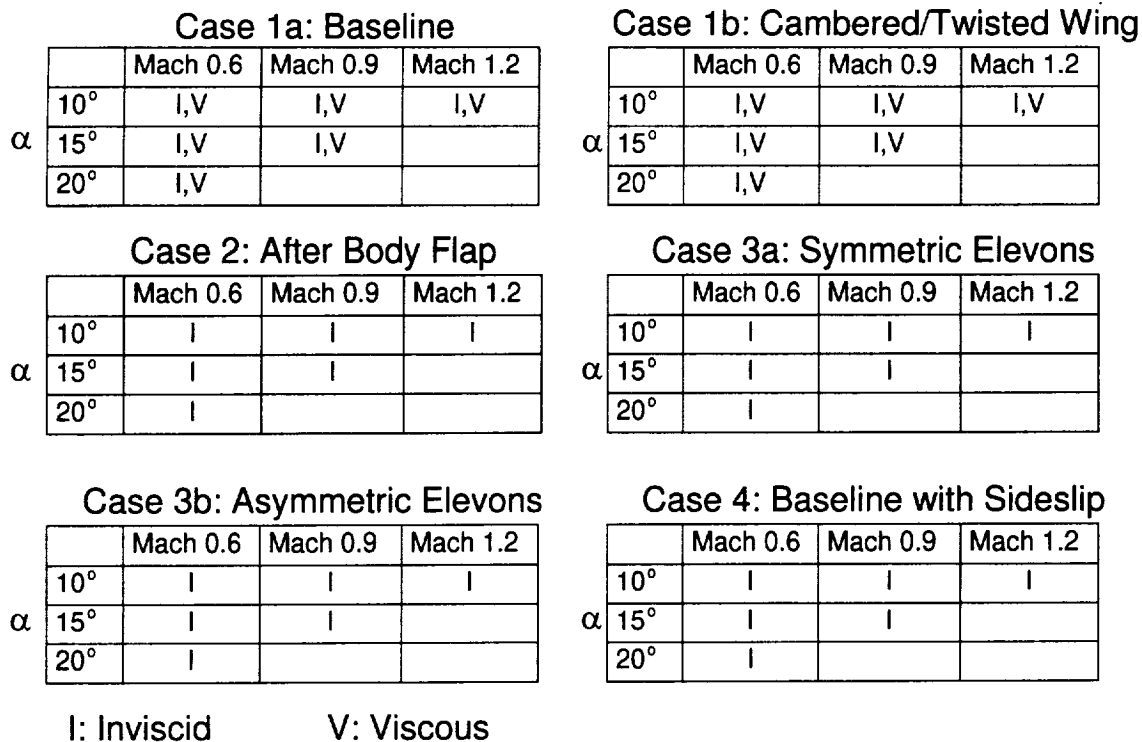 Case 1a: Baseline
Mach 0.6 Mach 0.9 Mach 1.2
10° I,V I,V I,V
α 15° I,V I,V
20° I,V
Case 1b: Cambered/Twisted Wing
Mach 0.6 Mach 0.9 Mach 1.2
10° I,V I,V I,V
α 15° I,V I,V
20° I,V
Case 2: After Body Flap
Mach 0.6 Mach 0.9 Mach 1.2
10° I I I
α 15° I I
20° I
Case 3a: Symmetric Elevons
Mach 0.6 Mach 0.9 Mach 1.2
10° I I I
α 15° I I
20° I
Case 3b: Asymmetric Elevons
Mach 0.6 Mach 0.9 Mach 1.2
10° I I I
α 15° I I
20° I
Case 4: Baseline with Sideslip
Mach 0.6 Mach 0.9 Mach 1.2
10° I I I
α 15° I I
20° I
I: Inviscid V: Viscous